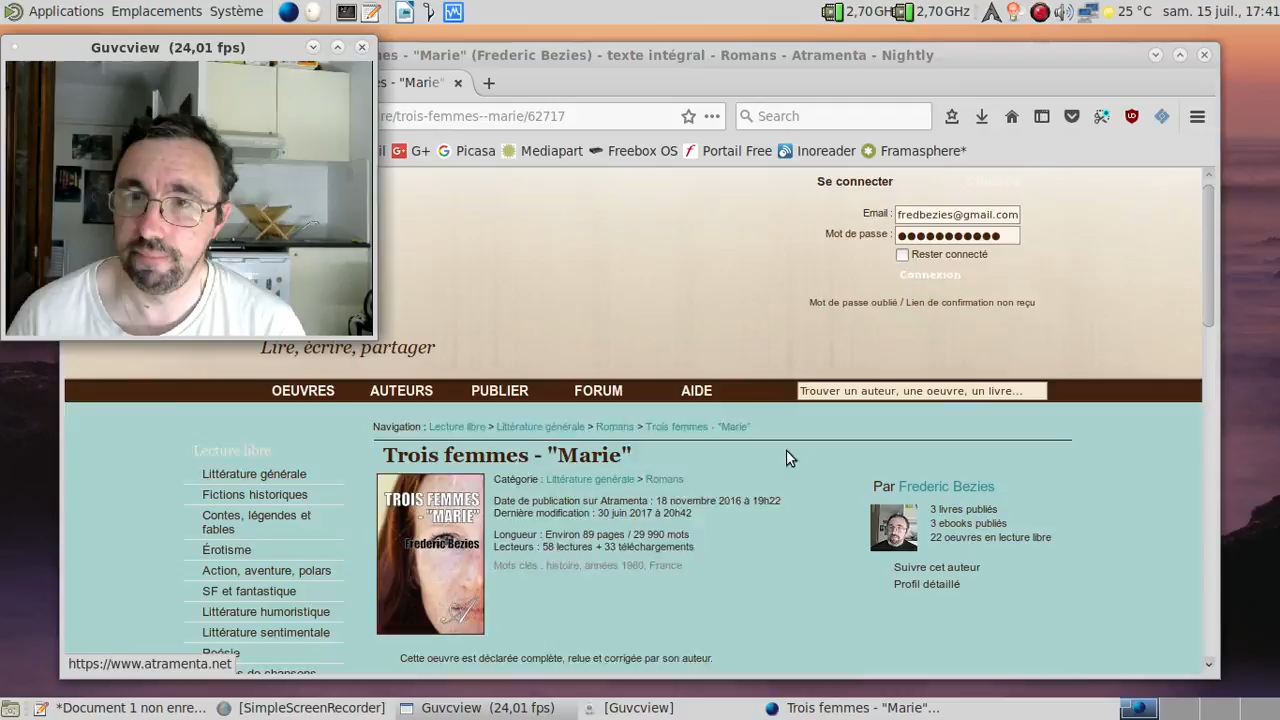 Applications Emplacements Système
2,70 GHz 2,70 GHz 25 °C sam. 15 juil., 17:41
Guvcview (24,01 fps)
mes - "Marie" (Frederic Bezies) - texte intégral - Romans - Atramenta - Nightly
es - "Marie"
re/trois-femmes--marie/62717
Search
il G+ Picasa Mediapart Freebox OS Portail Free Inoreader Framasphere*
Se connecter
Email : fredbezies@gmail.com
Mot de passe : ●●●●●●●●●●●
Rester connecté
Connexion
Mot de passe oublié / Lien de confirmation non reçu
Lire, écrire, partager
OEUVRES AUTEURS PUBLIER FORUM AIDE
Trouver un auteur, une oeuvre, un livre...
Navigation : Lecture libre > Littérature générale > Romans > Trois femmes - "Marie"
Lecture libre
Littérature générale
Fictions historiques
Contes, légendes et
fables
Érotisme
Action, aventure, polars
SF et fantastique
Littérature humoristique
Littérature sentimentale
Poésie
s de chansons
Trois femmes - "Marie"
TROIS FEMMES
- "MARIE"
Frederic Bezies
Catégorie : Littérature générale > Romans
Date de publication sur Atramenta : 18 novembre 2016 à 19h22
Dernière modification : 30 juin 2017 à 20h42
Longueur : Environ 89 pages / 29 990 mots
Lecteurs : 58 lectures + 33 téléchargements
Mots clés : histoire, années 1980, France
Cette oeuvre est déclarée complète, relue et corrigée par son auteur.
Par Frederic Bezies
3 livres publiés
3 ebooks publiés
22 oeuvres en lecture libre
Suivre cet auteur
Profil détaillé
https://www.atramenta.net
*Document 1 non enre... [SimpleScreenRecorder] Guvcview (24,01 fps) [Guvcview] Trois femmes - "Marie"...